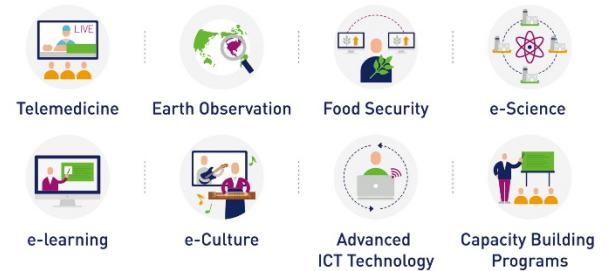 LIVE
Telemedicine
Earth Observation
Food Security
e-Science
e-learning
e-Culture
Advanced
ICT Technology
Capacity Building
Programs